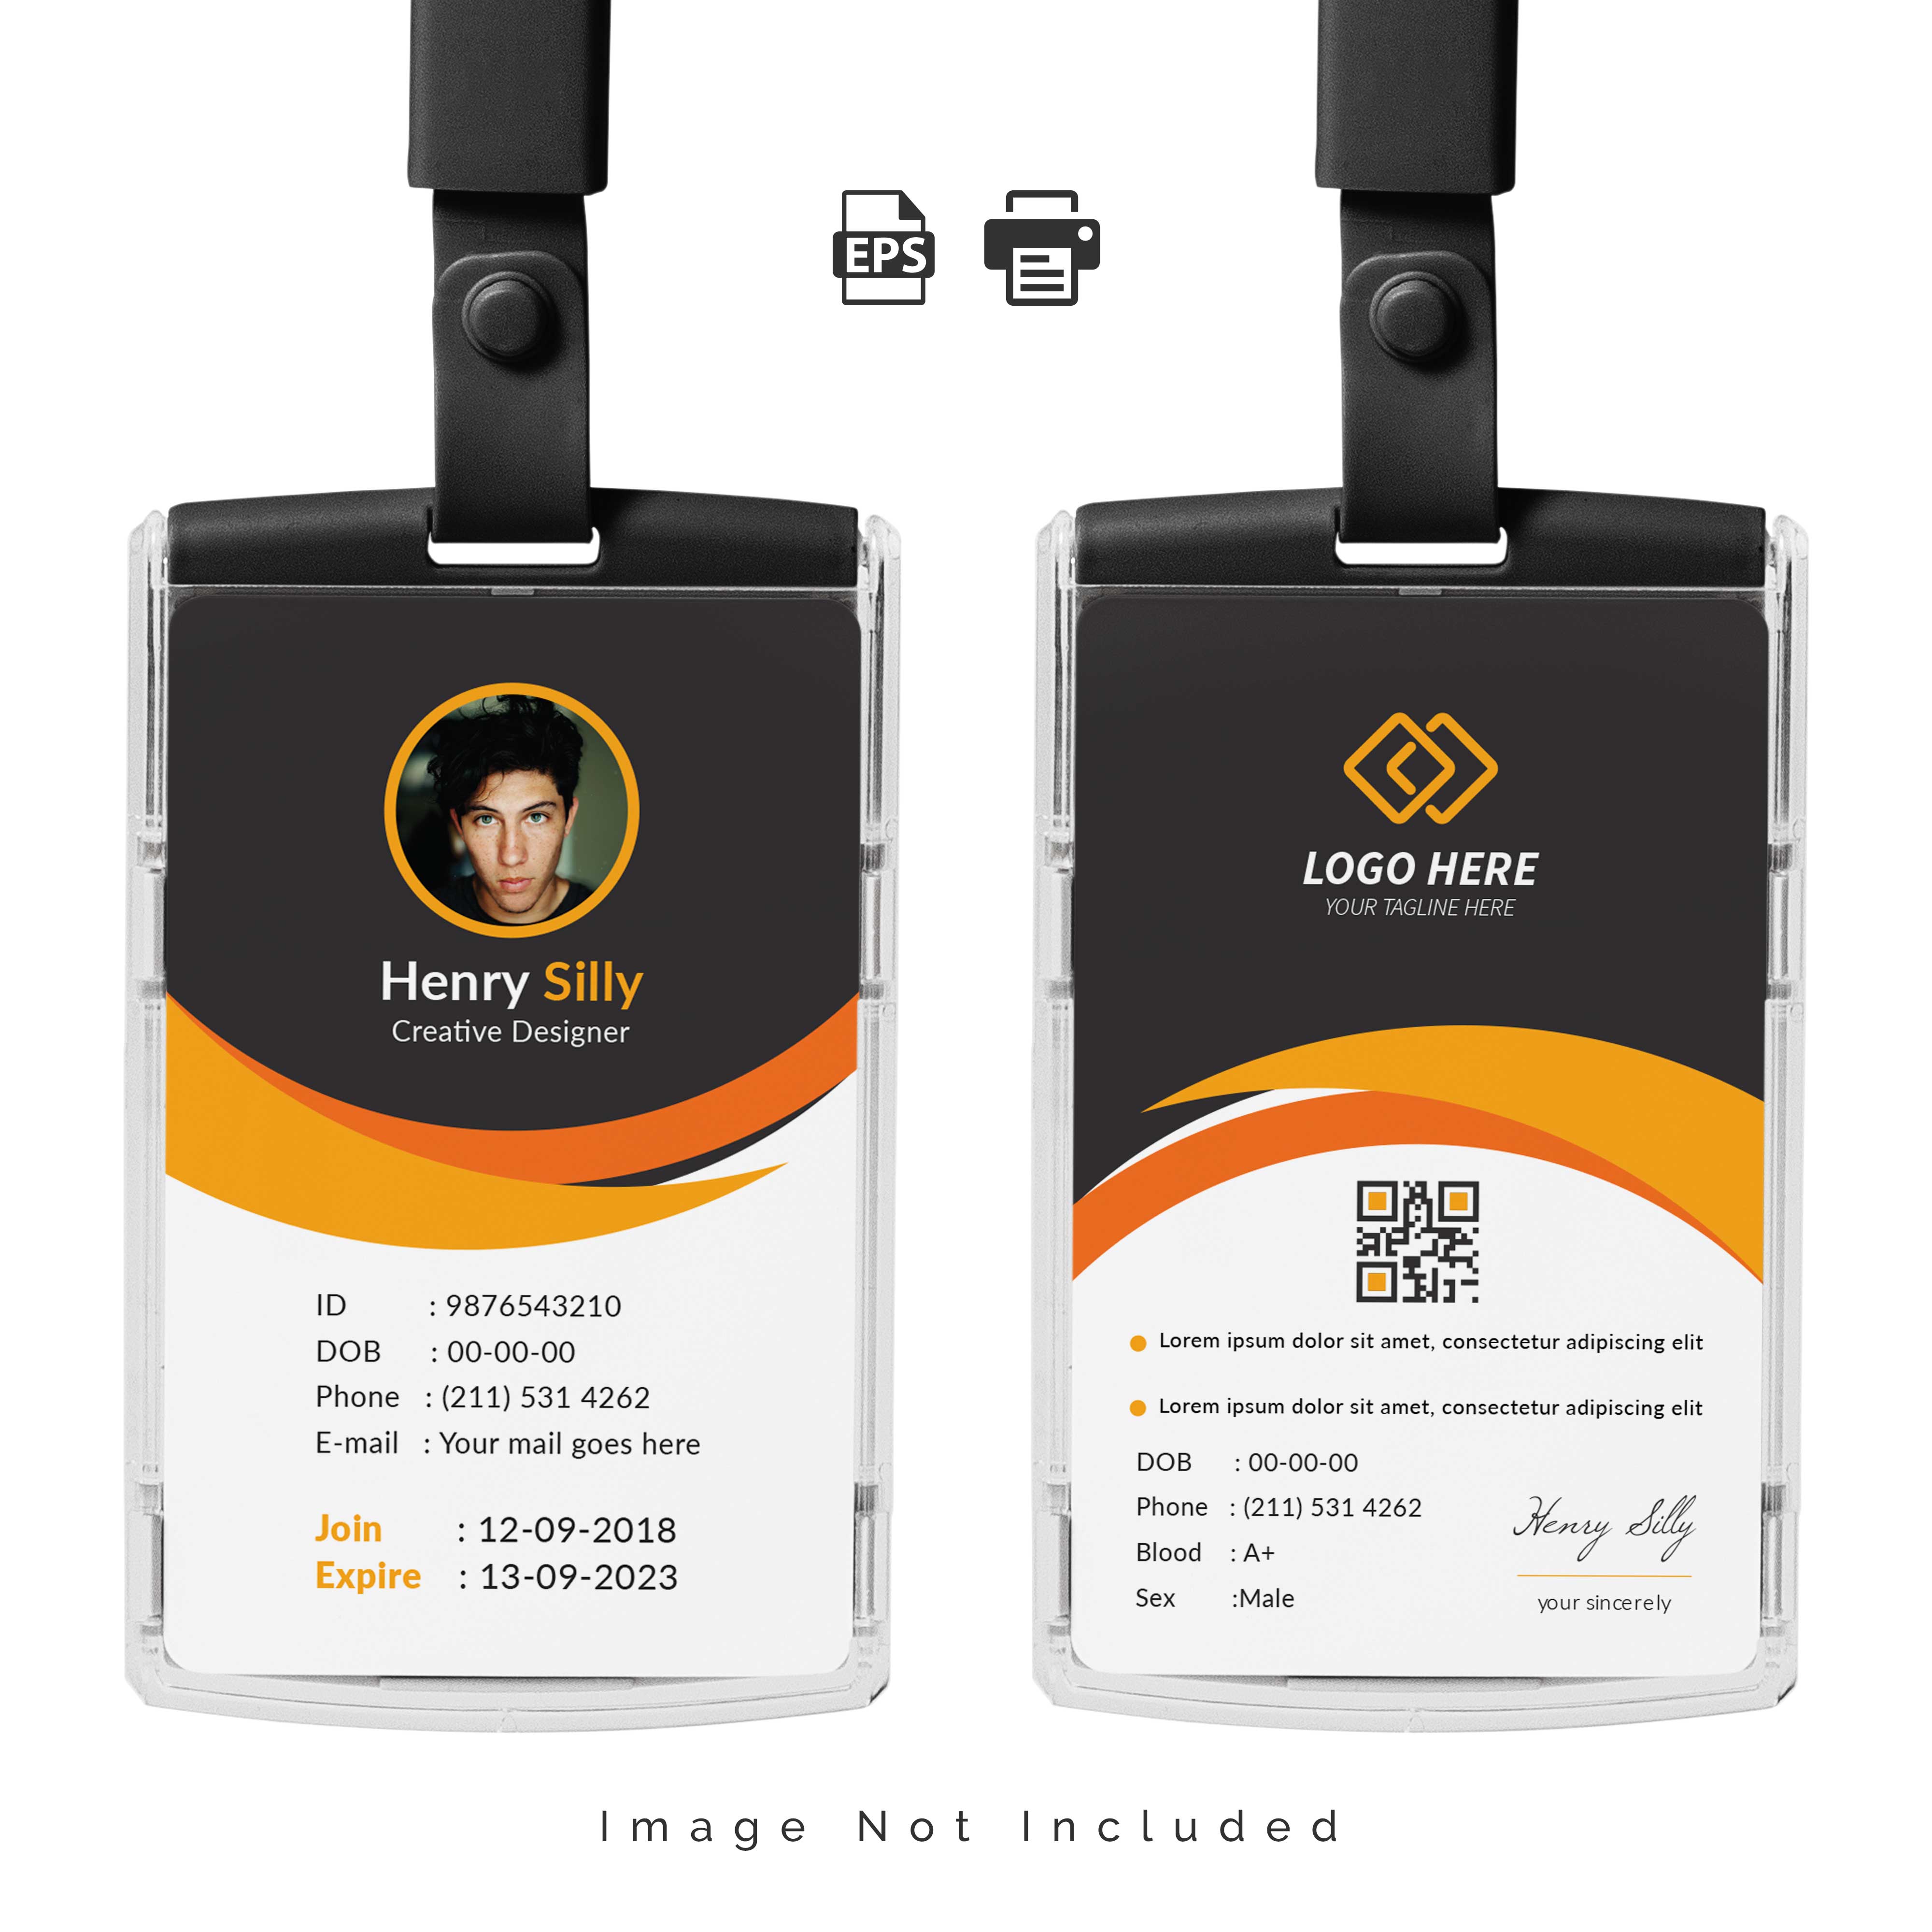 EPS
Henry Silly
Creative Designer
ID : 9876543210
DOB : 00-00-00
Phone : (211) 531 4262
E-mail : Your mail goes here
Join : 12-09-2018
Expire : 13-09-2023
LOGO HERE
YOUR TAGLINE HERE
Lorem ipsum dolor sit amet, consectetur adipiscing elit
Lorem ipsum dolor sit amet, consectetur adipiscing elit
DOB : 00-00-00
Phone : (211) 531 4262
Blood : A+
Sex :Male
Henry Silly
your sincerely
Image Not Included